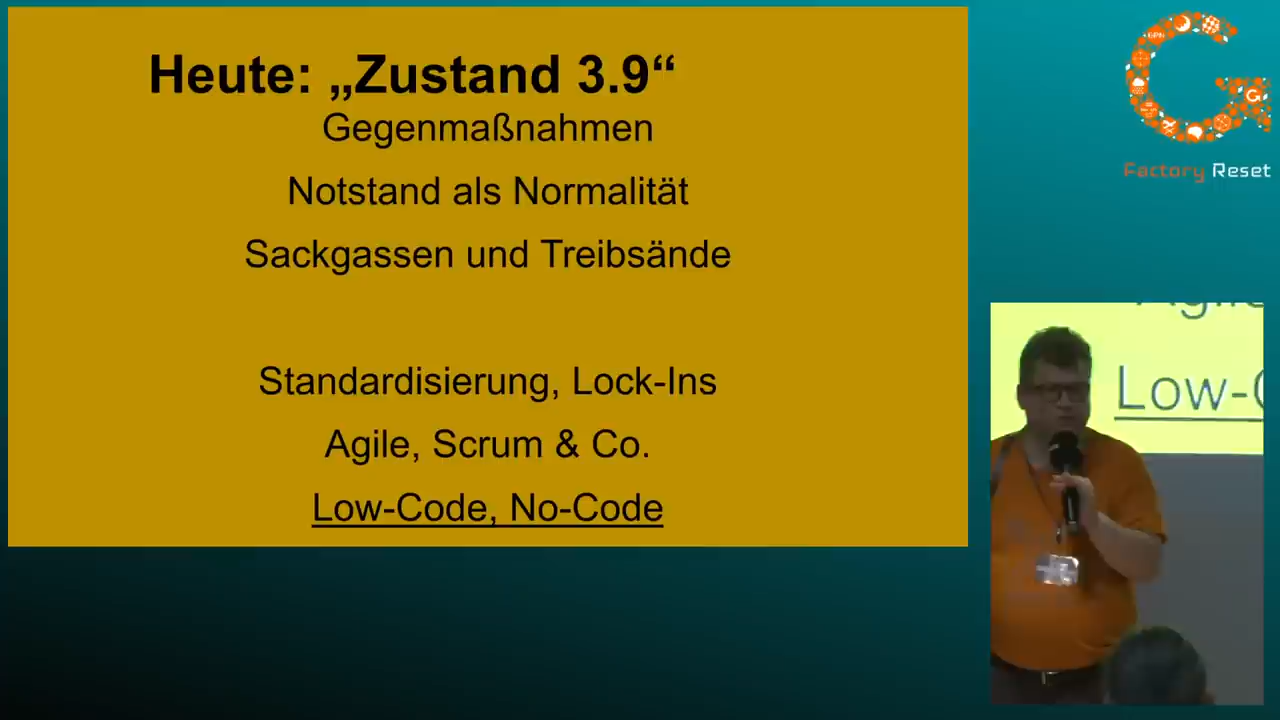 Heute: „Zustand 3.9“
Gegenmaßnahmen
Notstand als Normalität
Sackgassen und Treibsände
Standardisierung, Lock-Ins
Agile, Scrum & Co.
Low-Code, No-Code
Factory Reset
Low-